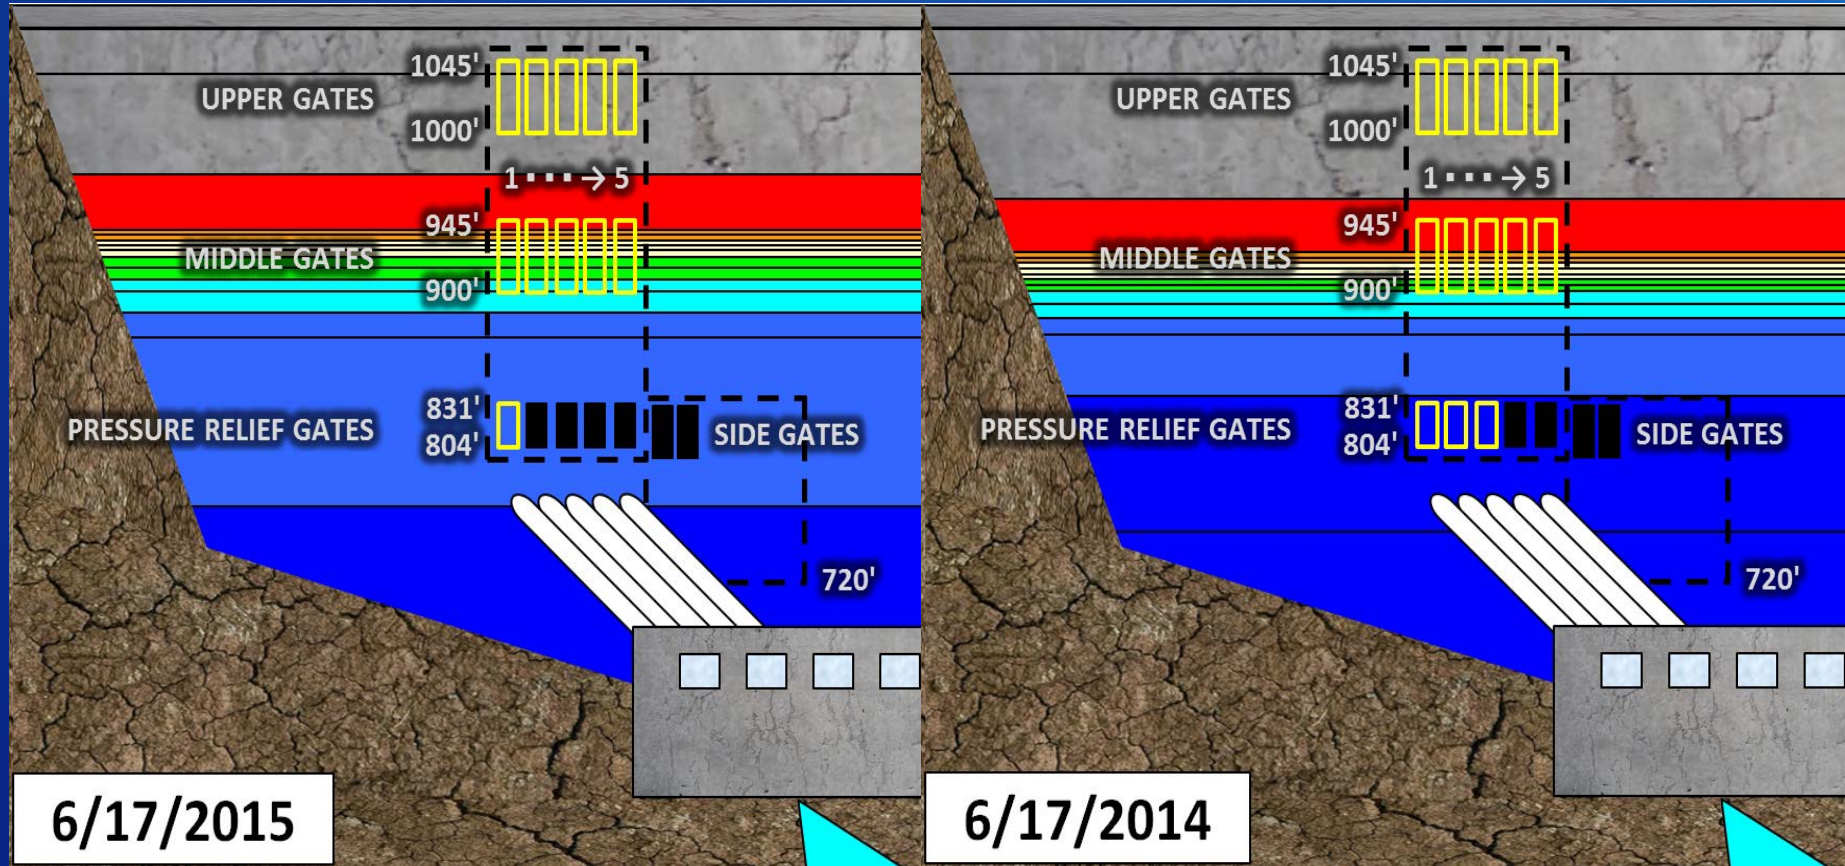 1045'
UPPER GATES
1000'
1 ··· → 5
945'
MIDDLE GATES
900'
831'
PRESSURE RELIEF GATES
804'
SIDE GATES
720'
6/17/2015
1045'
UPPER GATES
1000'
1 ··· → 5
945'
MIDDLE GATES
900'
831'
PRESSURE RELIEF GATES
804'
SIDE GATES
720'
6/17/2014